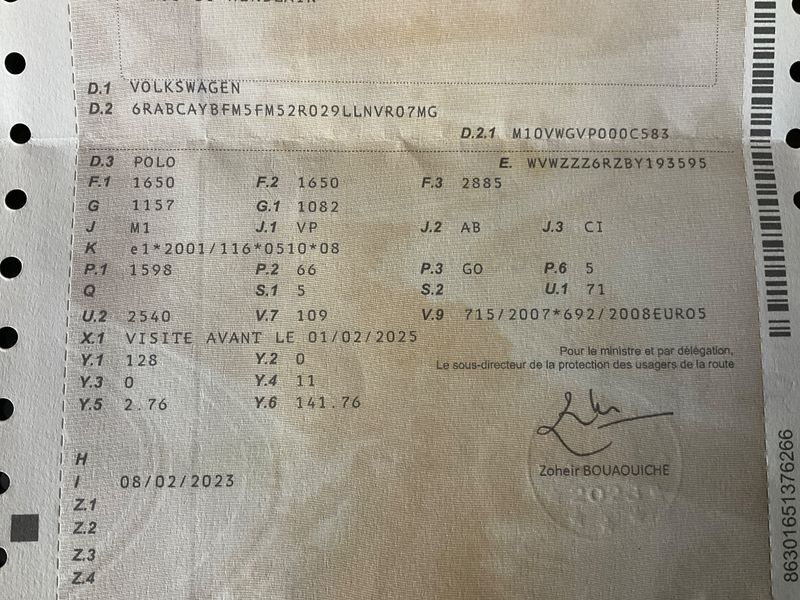 D.1 VOLKSWAGEN
D.2 6RABCAYBFM5FM52R029LLNVR07MG
D.2.1 M10VWGVP000C583
D.3 POLO E. WVWZZZ6RZBY193595
F.1 1650 F.2 1650 F.3 2885
G 1157 G.1 1082
J M1 J.1 VP J.2 AB J.3 CI
K e1*2001/116*0510*08
P.1 1598 P.2 66 P.3 GO P.6 5
Q S.1 5 S.2 U.1 71
U.2 2540 V.7 109 V.9 715/2007*692/2008EURO5
X.1 VISITE AVANT LE 01/02/2025
Pour le ministre et par délégation,
Y.1 128 Y.2 0 Le sous-directeur de la protection des usagers de la route
Y.3 0 Y.4 11
Y.5 2.76 Y.6 141.76
H
Zoheir BOUAOUICHE
I 08/02/2023
2023
Z.1
Z.2
Z.3
Z.4
863016513762​66